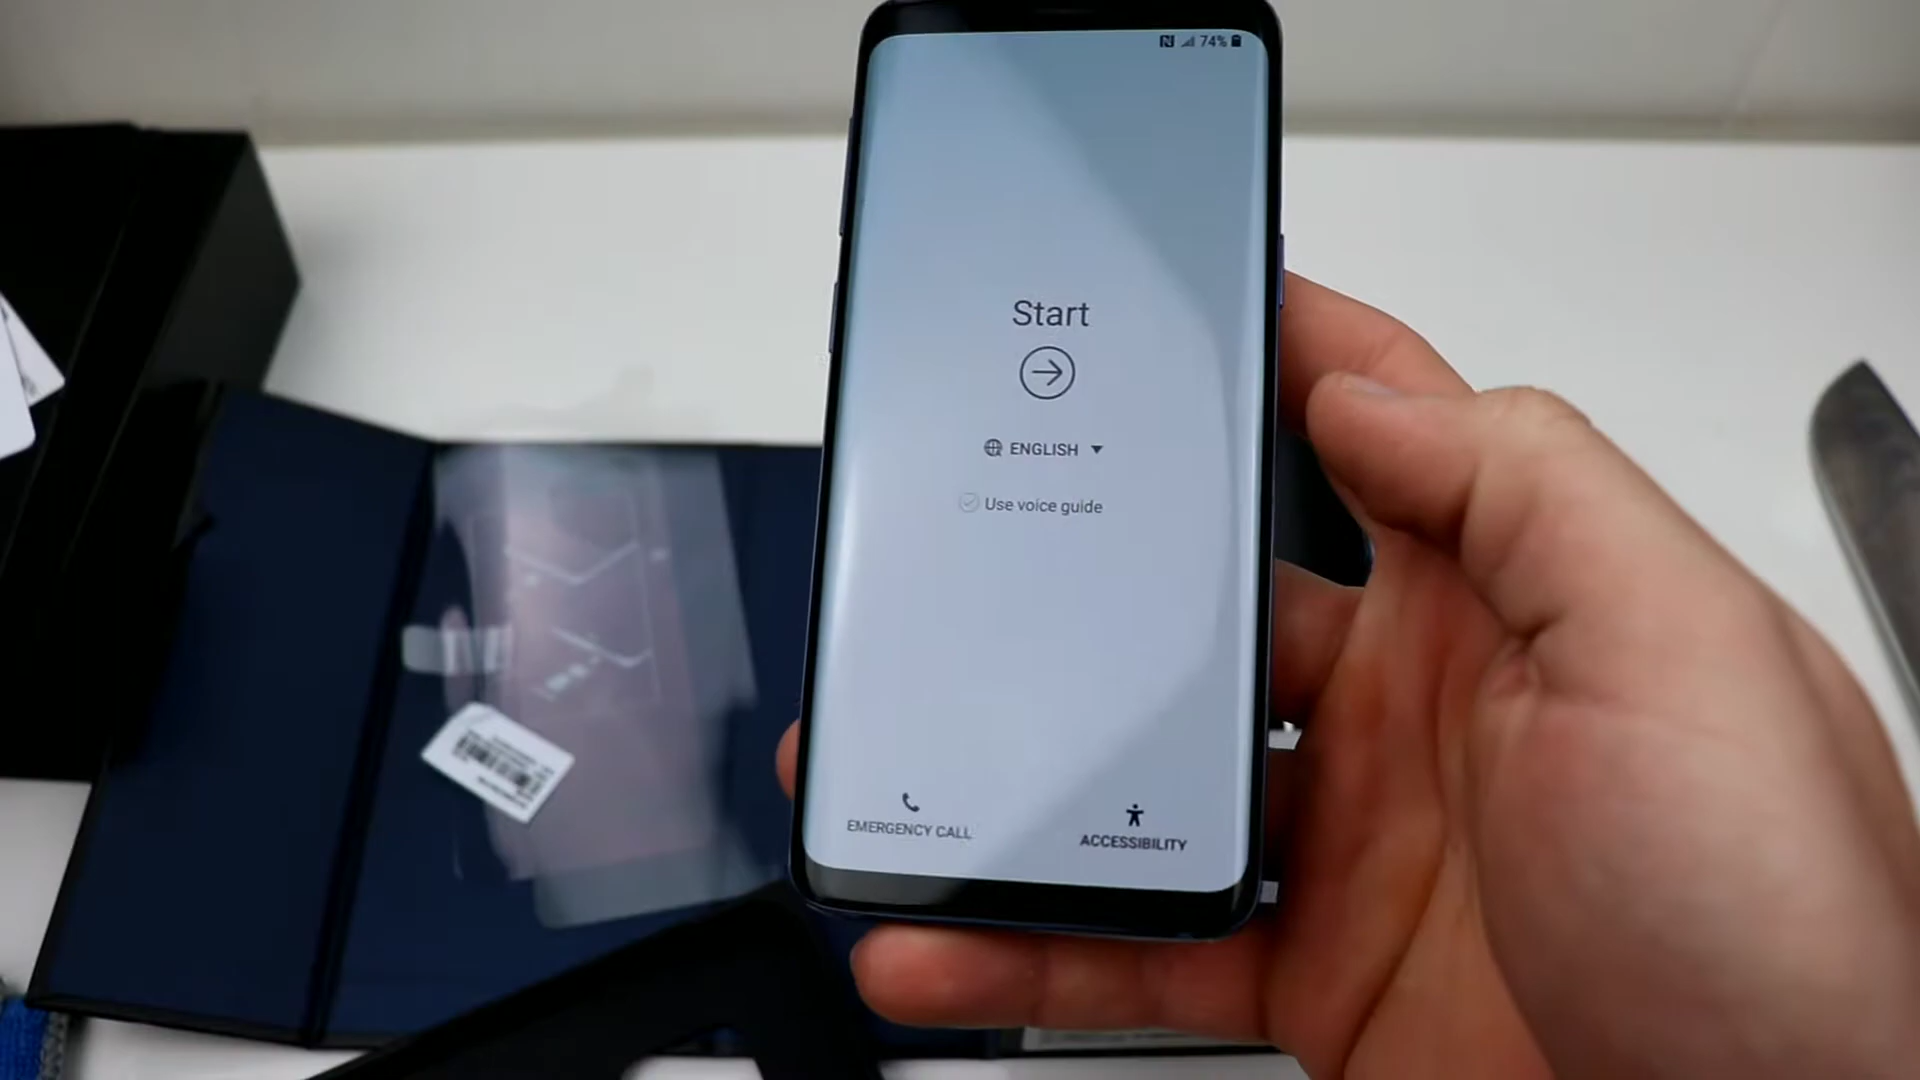 74%
Start
ENGLISH
Use voice guide
EMERGENCY CALL
ACCESSIBILITY